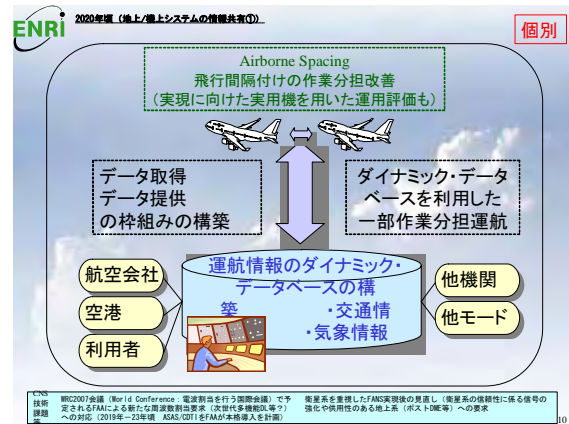 ENRI
2020年頃（地上/機上システムの情報共有①）
個別
Airborne Spacing
飛行間隔付けの作業分担改善
(実現に向けた実用機を用いた運用評価も)
データ取得
データ提供
の枠組みの構築
ダイナミック・データ
ベースを利用した
一部作業分担運航
運航情報のダイナミック・
データベースの構
築
・交通情
・気象情報
航空会社
空港
利用者
他機関
他モード
CNS
技術
課題
等
WRC2007会議（World Conference：電波割当を行う国際会議）で予
定されるFAAによる新たな周波数割当要求（次世代多機能DL等？）
への対応（2019年－23年頃　ASAS/CDTIをFAAが本格導入を計画）
衛星系を重視したFANS実現後の見直し（衛星系の信頼性に係る信号の
強化や供用性のある地上系（ポストDME等）への要求
10